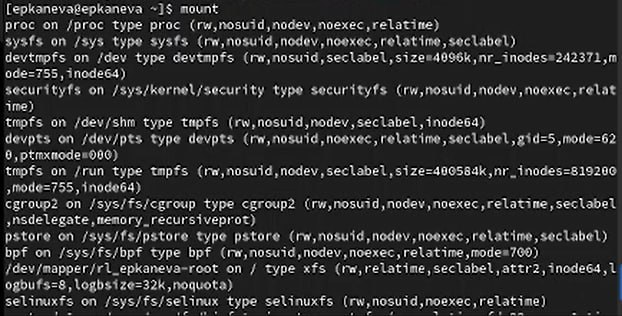 [epkaneva@epkaneva ~]$ mount
proc on /proc type proc (rw,nosuid,nodev,noexec,relatime)
sysfs on /sys type sysfs (rw,nosuid,nodev,noexec,relatime,seclabel)
devtmpfs on /dev type devtmpfs (rw,nosuid,noexec,seclabel,size=4096k,nr_inodes=242371,m
ode=755,inode64)
securityfs on /sys/kernel/security type securityfs (rw,nosuid,nodev,noexec,relat
ime)
tmpfs on /dev/shm type tmpfs (rw,nosuid,nodev,seclabel,inode64)
devpts on /dev/pts type devpts (rw,nosuid,noexec,relatime,seclabel,gid=5,mode=62
0,ptmxmode=000)
tmpfs on /run type tmpfs (rw,nosuid,nodev,seclabel,size=400584k,nr_inodes=819200
,mode=755,inode64)
cgroup2 on /sys/fs/cgroup type cgroup2 (rw,nosuid,nodev,noexec,relatime,seclabel
,nsdelegate,memory_recursiveprot)
pstore on /sys/fs/pstore type pstore (rw,nosuid,nodev,noexec,relatime,seclabel)
bpf on /sys/fs/bpf type bpf (rw,nosuid,nodev,noexec,relatime,mode=700)
/dev/mapper/rl_epkaneva-root on / type xfs (rw,relatime,seclabel,attr2,inode64,l
ogbufs=8,logbsize=32k,noquota)
selinuxfs on /sys/fs/selinux type selinuxfs (rw,nosuid,noexec,relatime)